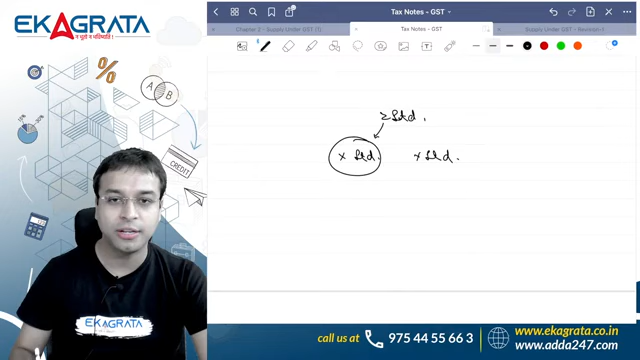 EKAGRATA
Tax Notes - GST
Chapter 2 - Supply Under GST (1)
Tax Notes - GST
Supply Under GST - Revision-1
Z Ltd.
X Ltd. X Ltd.
%
A B
CREDIT
EKAGRATA
call us at 975 44 55 66 3
www.ekagrata.co.in
www.adda247.com